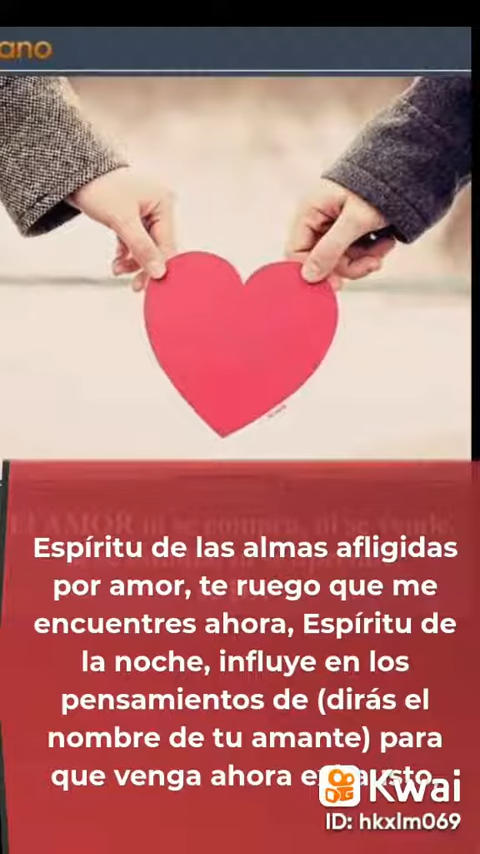 ano
Espíritu de las almas afligidas
por amor, te ruego que me
encuentres ahora, Espíritu de
la noche, influye en los
pensamientos de (dirás el
nombre de tu amante) para
que venga ahora
Kwai
ID: hkxlm069